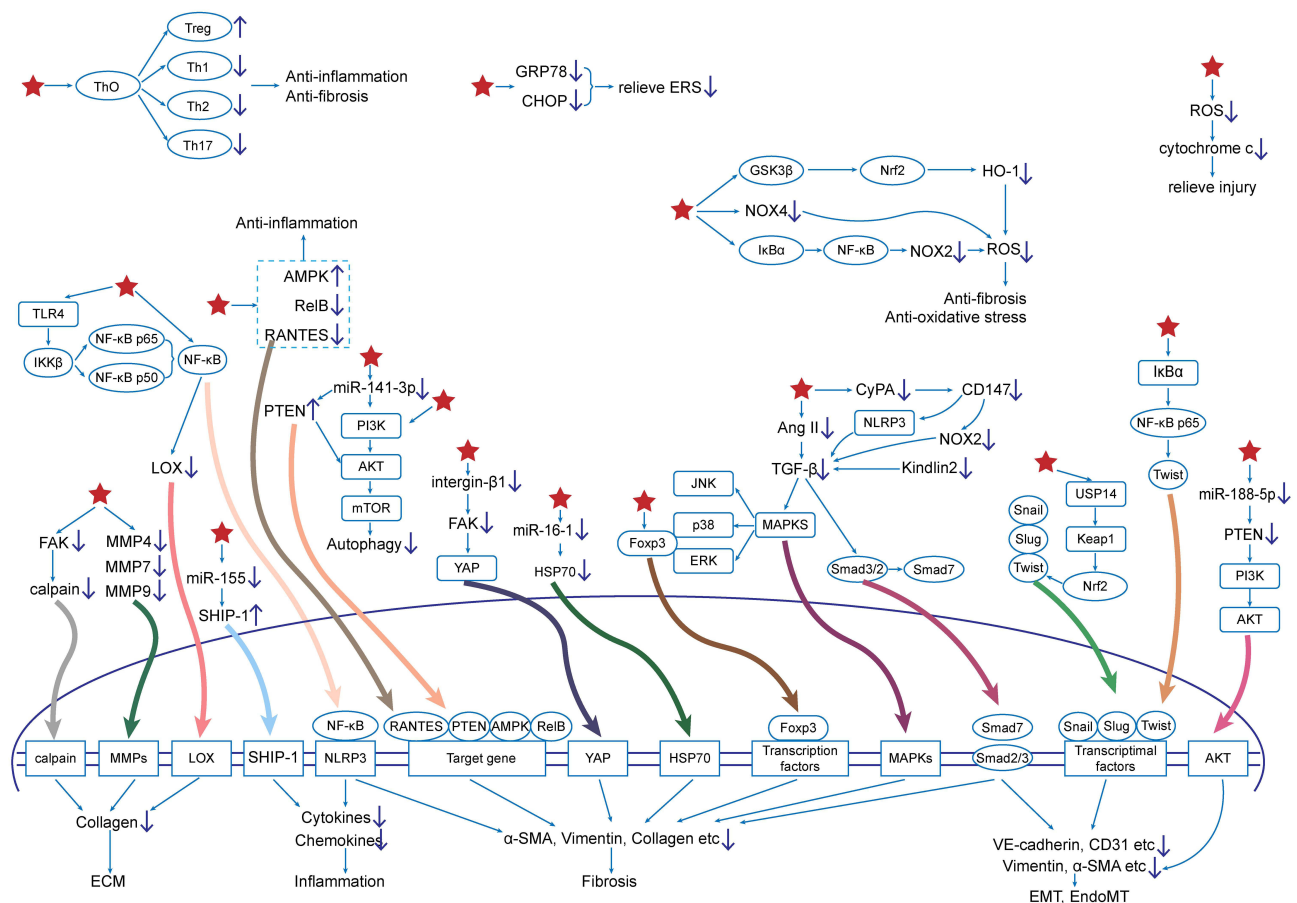 Treg
Th1
Th2
Th17
ThO
Anti-inflammation
Anti-fibrosis
GRP78
CHOP
relieve ERS
ROS
cytochrome c
relieve injury
GSK3β
Nrf2
HO-1
NOX4
IκBα
NF-κB
NOX2
ROS
Anti-fibrosis
Anti-oxidative stress
Anti-inflammation
AMPK
RelB
RANTES
TLR4
IKKβ
NF-κB p65
NF-κB p50
NF-κB
LOX
miR-141-3p
PTEN
PI3K
AKT
mTOR
Autophagy
intergin-β1
FAK
YAP
miR-16-1
HSP70
CyPA
CD147
Ang II
NLRP3
NOX2
TGF-β
Kindlin2
JNK
p38
ERK
MAPKS
Foxp3
Smad3/2
Smad7
IκBα
NF-κB p65
Twist
USP14
Keap1
Nrf2
Snail
Slug
Twist
miR-188-5p
PTEN
PI3K
AKT
FAK
calpain
MMP4
MMP7
MMP9
miR-155
SHIP-1
NF-κB
RANTES
PTEN
AMPK
RelB
Foxp3
Smad7
Snail
Slug
Twist
calpain
MMPs
LOX
SHIP-1
NLRP3
Target gene
YAP
HSP70
Transcription
factors
MAPKs
Smad2/3
Transcriptimal
factors
AKT
Collagen
ECM
Cytokines
Chemokines
Inflammation
α-SMA, Vimentin, Collagen etc
Fibrosis
VE-cadherin, CD31 etc
Vimentin, α-SMA etc
EMT, EndoMT